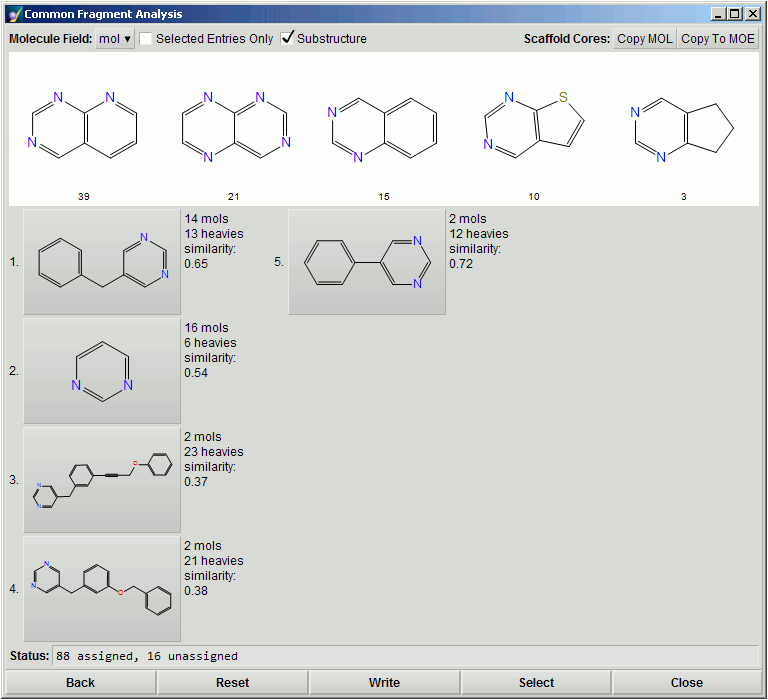 Common Fragment Analysis
Molecule Field: mol ▾ Selected Entries Only Substructure Scaffold Cores: Copy MOL Copy To MOE
N N N N N S N
N N N N N N
39 21 15 10 3
1. N N 14 mols
13 heavies
similarity:
0.65
5. N N 2 mols
12 heavies
similarity:
0.72
2. N N 16 mols
6 heavies
similarity:
0.54
3. N N O 2 mols
23 heavies
similarity:
0.37
4. N N O 2 mols
21 heavies
similarity:
0.38
Status: 88 assigned, 16 unassigned
Back Reset Write Select Close